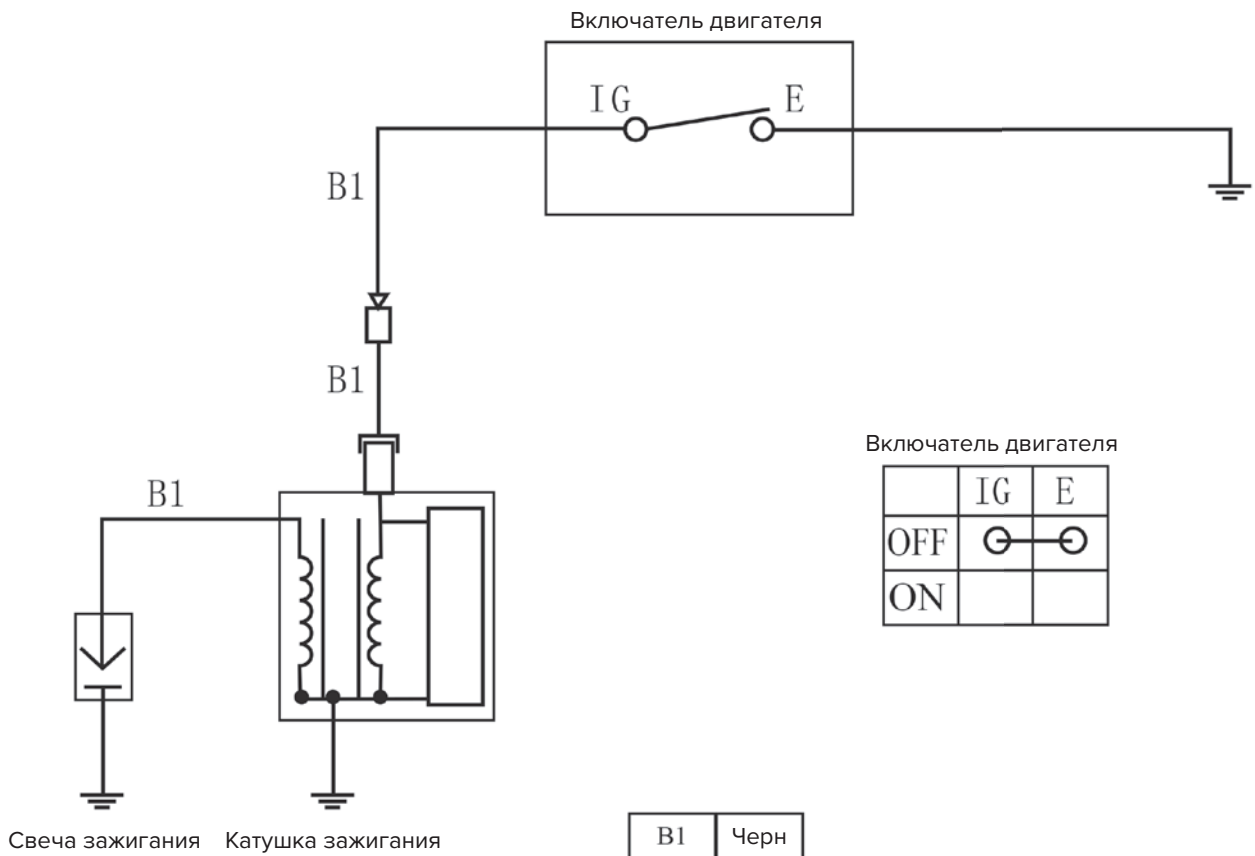 Включатель двигателя
IG E
B1
B1
Включатель двигателя
IG E
B1
OFF
ON
Свеча зажигания Катушка зажигания
B1 Черн